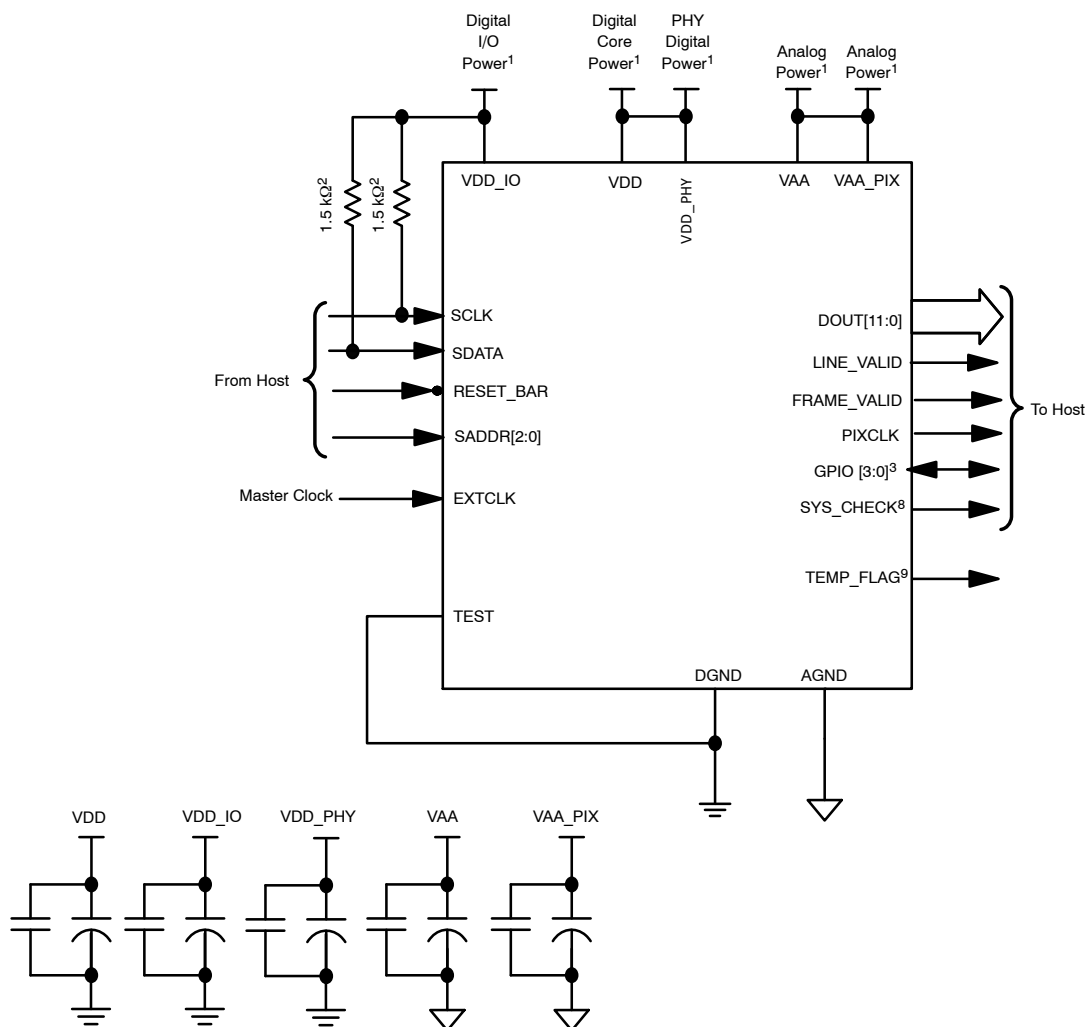 Digital
I/O
Power1
Digital
Core
Power1
PHY
Digital
Power1
Analog
Power1
Analog
Power1
1.5 kΩ2
1.5 kΩ2
VDD_IO
VDD
VDD_PHY
VAA
VAA_PIX
From Host
SCLK
SDATA
RESET_BAR
SADDR[2:0]
Master Clock
EXTCLK
TEST
DOUT[11:0]
LINE_VALID
FRAME_VALID
PIXCLK
GPIO [3:0]3
SYS_CHECK8
To Host
TEMP_FLAG9
DGND
AGND
VDD
VDD_IO
VDD_PHY
VAA
VAA_PIX